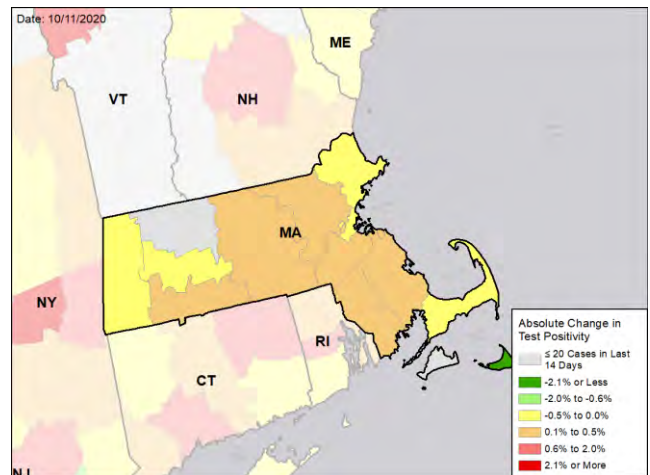 Date: 10/11/2020
ME
VT
NH
MA
NY
CT
RI
NJ
Absolute Change in
Test Positivity
≤ 20 Cases in Last
14 Days
-2.1% or Less
-2.0% to -0.6%
-0.5% to 0.0%
0.1% to 0.5%
0.6% to 2.0%
2.1% or More